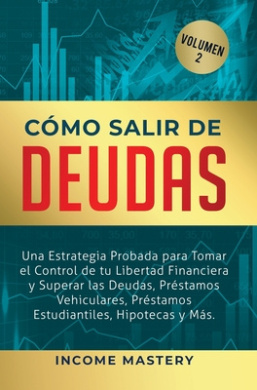 VOLUMEN
2
CÓMO SALIR DE
DEUDAS
Una Estrategia Probada para Tomar
el Control de tu Libertad Financiera
y Superar las Deudas, Préstamos
Vehiculares, Préstamos
Estudiantiles, Hipotecas y Más.
INCOME MASTERY